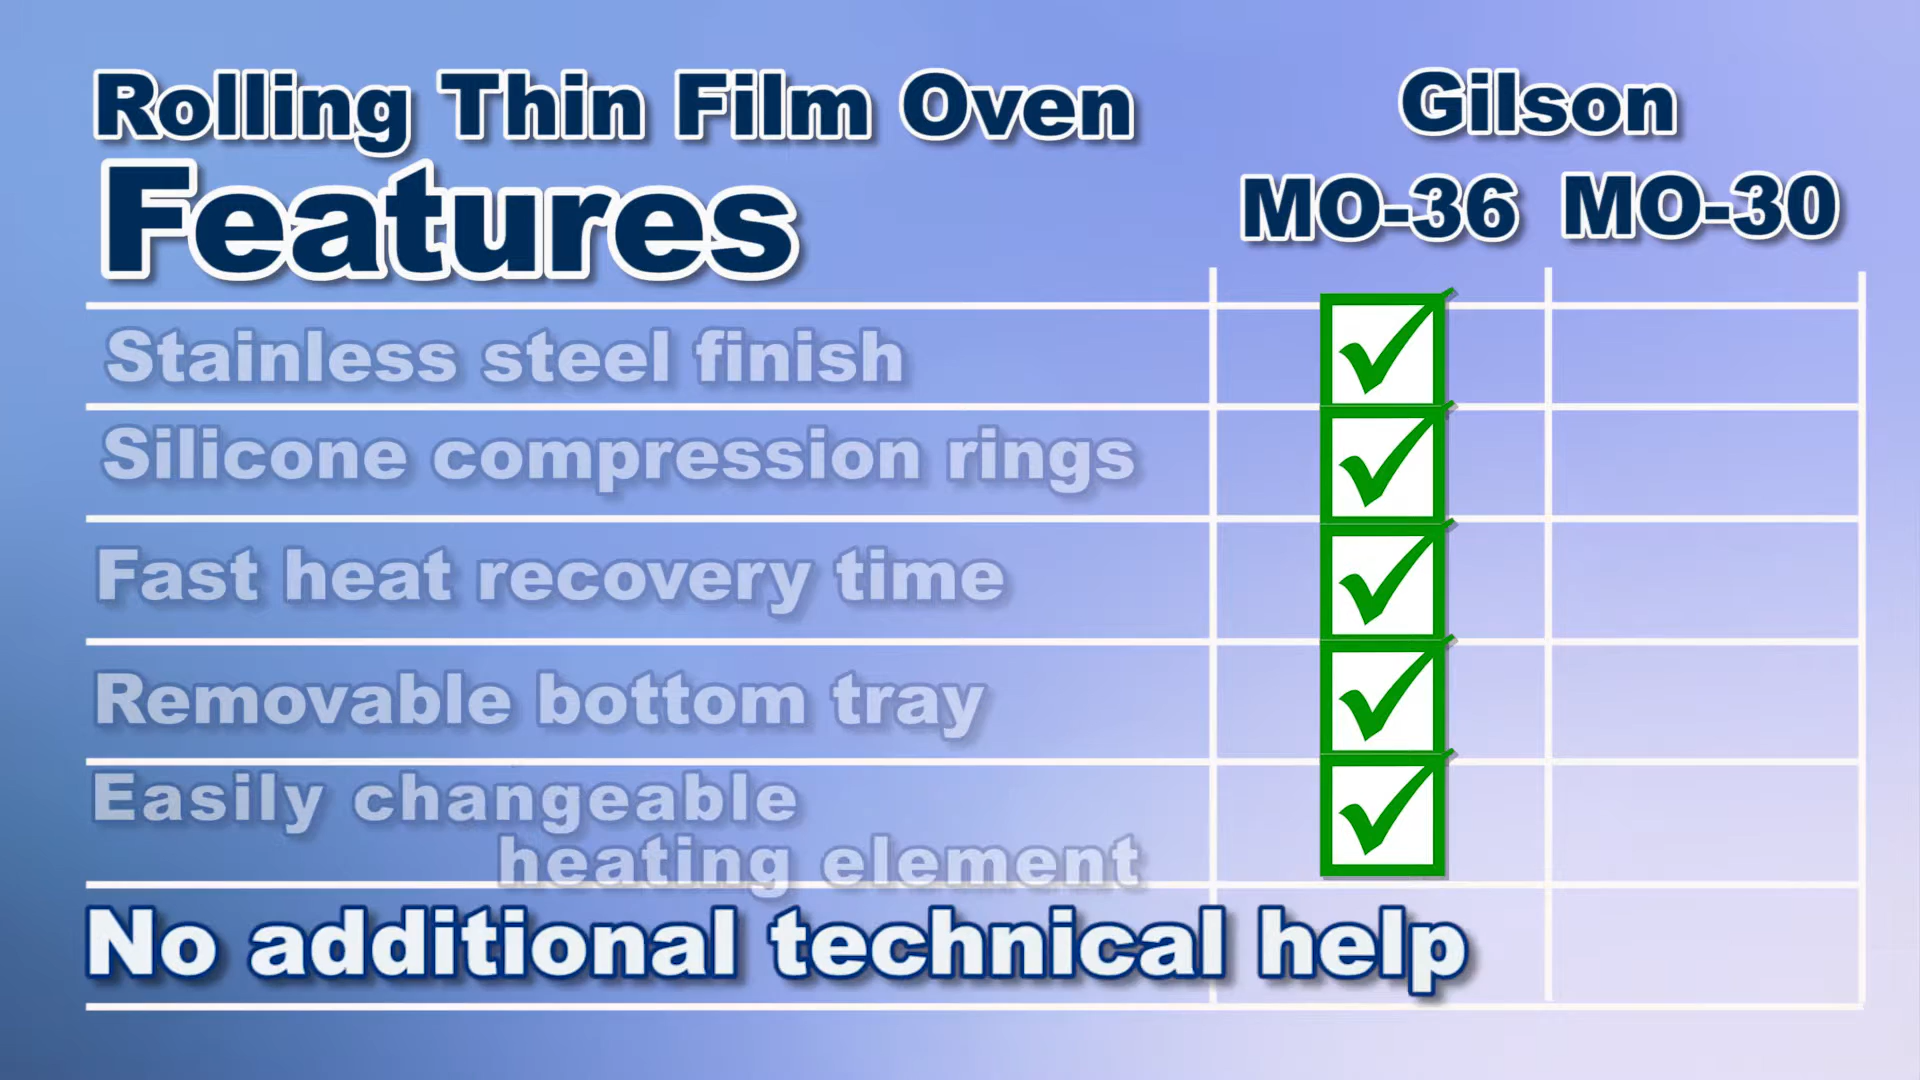 Rolling Thin Film Oven
Features
Gilson
MO-36 MO-30
Stainless steel finish
Silicone compression rings
Fast heat recovery time
Removable bottom tray
Easily changeable
heating element
No additional technical help